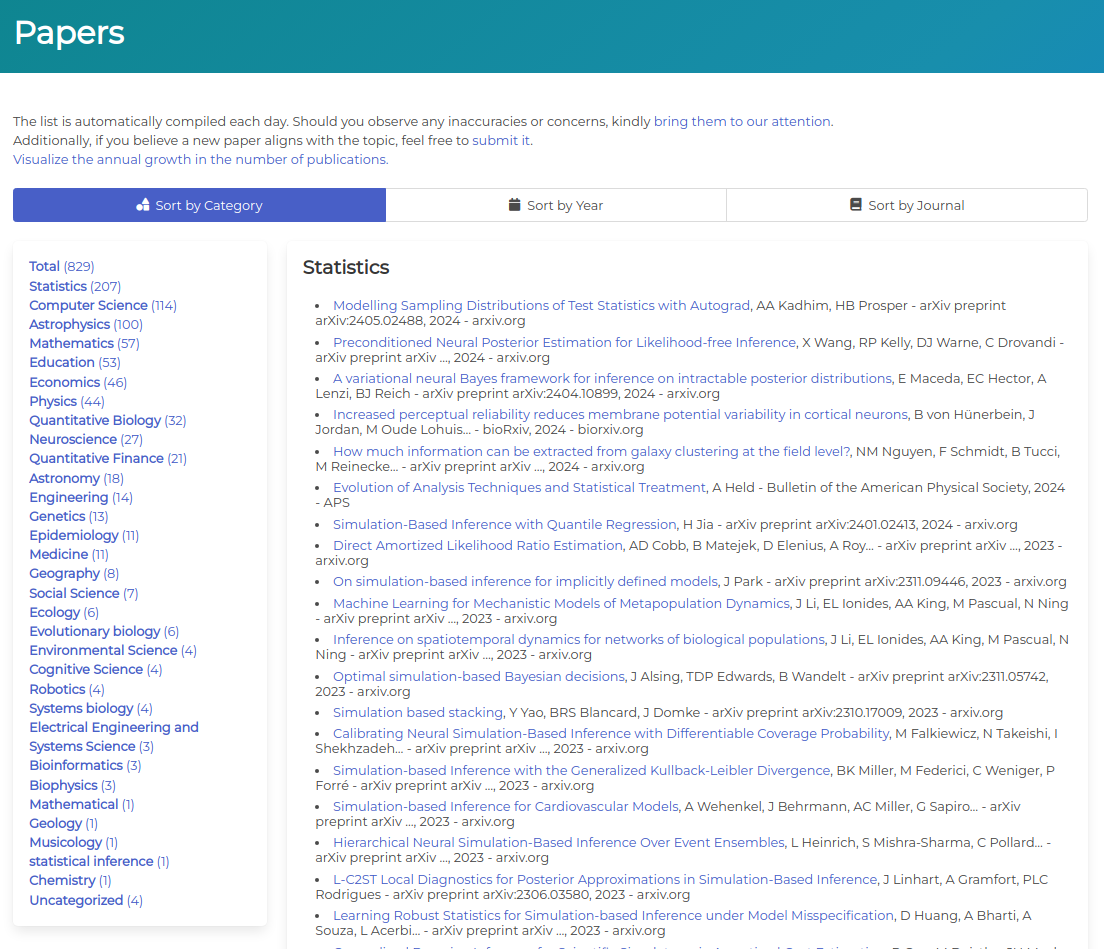 Papers
The list is automatically compiled each day. Should you observe any inaccuracies or concerns, kindly bring them to our attention.
Additionally, if you believe a new paper aligns with the topic, feel free to submit it.
Visualize the annual growth in the number of publications.
Sort by Category
Sort by Year
Sort by Journal
Total (829)
Statistics (207)
Computer Science (114)
Astrophysics (100)
Mathematics (57)
Education (53)
Economics (46)
Physics (44)
Quantitative Biology (32)
Neuroscience (27)
Quantitative Finance (21)
Astronomy (18)
Engineering (14)
Genetics (13)
Epidemiology (11)
Medicine (11)
Geography (8)
Social Science (7)
Ecology (6)
Evolutionary biology (6)
Environmental Science (4)
Cognitive Science (4)
Robotics (4)
Systems biology (4)
Electrical Engineering and
Systems Science (3)
Bioinformatics (3)
Biophysics (3)
Mathematical (1)
Geology (1)
Musicology (1)
statistical inference (1)
Chemistry (1)
Uncategorized (4)
Statistics
• Modelling Sampling Distributions of Test Statistics with Autograd, AA Kadhim, HB Prosper - arXiv preprint
arXiv:2405.02488, 2024 - arxiv.org
• Preconditioned Neural Posterior Estimation for Likelihood-free Inference, X Wang, RP Kelly, DJ Warne, C Drovandi -
arXiv preprint arXiv ..., 2024 - arxiv.org
• A variational neural Bayes framework for inference on intractable posterior distributions, E Maceda, EC Hector, A
Lenzi, BJ Reich - arXiv preprint arXiv:2404.10899, 2024 - arxiv.org
• Increased perceptual reliability reduces membrane potential variability in cortical neurons, B von Hünerbein, J
Jordan, M Oude Lohuis... - bioRxiv, 2024 - biorxiv.org
• How much information can be extracted from galaxy clustering at the field level?, NM Nguyen, F Schmidt, B Tucci,
M Reinecke... - arXiv preprint arXiv ..., 2024 - arxiv.org
• Evolution of Analysis Techniques and Statistical Treatment, A Held - Bulletin of the American Physical Society, 2024
- APS
• Simulation-Based Inference with Quantile Regression, H Jia - arXiv preprint arXiv:2401.02413, 2024 - arxiv.org
• Direct Amortized Likelihood Ratio Estimation, AD Cobb, B Matejek, D Elenius, A Roy... - arXiv preprint arXiv ..., 2023 -
arxiv.org
• On simulation-based inference for implicitly defined models, J Park - arXiv preprint arXiv:2311.09446, 2023 - arxiv.org
• Machine Learning for Mechanistic Models of Metapopulation Dynamics, J Li, EL Ionides, AA King, M Pascual, N Ning
- arXiv preprint arXiv ..., 2023 - arxiv.org
• Inference on spatiotemporal dynamics for networks of biological populations, J Li, EL Ionides, AA King, M Pascual, N
Ning - arXiv preprint arXiv ..., 2023 - arxiv.org
• Optimal simulation-based Bayesian decisions, J Alsing, TDP Edwards, B Wandelt - arXiv preprint arXiv:2311.05742,
2023 - arxiv.org
• Simulation based stacking, Y Yao, BRS Blancard, J Domke - arXiv preprint arXiv:2310.17009, 2023 - arxiv.org
• Calibrating Neural Simulation-Based Inference with Differentiable Coverage Probability, M Falkiewicz, N Takeishi, I
Shekhzadeh... - arXiv preprint arXiv ..., 2023 - arxiv.org
• Simulation-based Inference with the Generalized Kullback-Leibler Divergence, BK Miller, M Federici, C Weniger, P
Forré - arXiv preprint arXiv ..., 2023 - arxiv.org
• Simulation-based Inference for Cardiovascular Models, A Wehenkel, J Behrmann, AC Miller, G Sapiro... - arXiv
preprint arXiv ..., 2023 - arxiv.org
• Hierarchical Neural Simulation-Based Inference Over Event Ensembles, L Heinrich, S Mishra-Sharma, C Pollard... -
arXiv preprint arXiv ..., 2023 - arxiv.org
• L-C2ST Local Diagnostics for Posterior Approximations in Simulation-Based Inference, J Linhart, A Gramfort, PLC
Rodrigues - arXiv preprint arXiv:2306.03580, 2023 - arxiv.org
• Learning Robust Statistics for Simulation-based Inference under Model Misspecification, D Huang, A Bharti, A
Souza, L Acerbi... - arXiv preprint arXiv ..., 2023 - arxiv.org